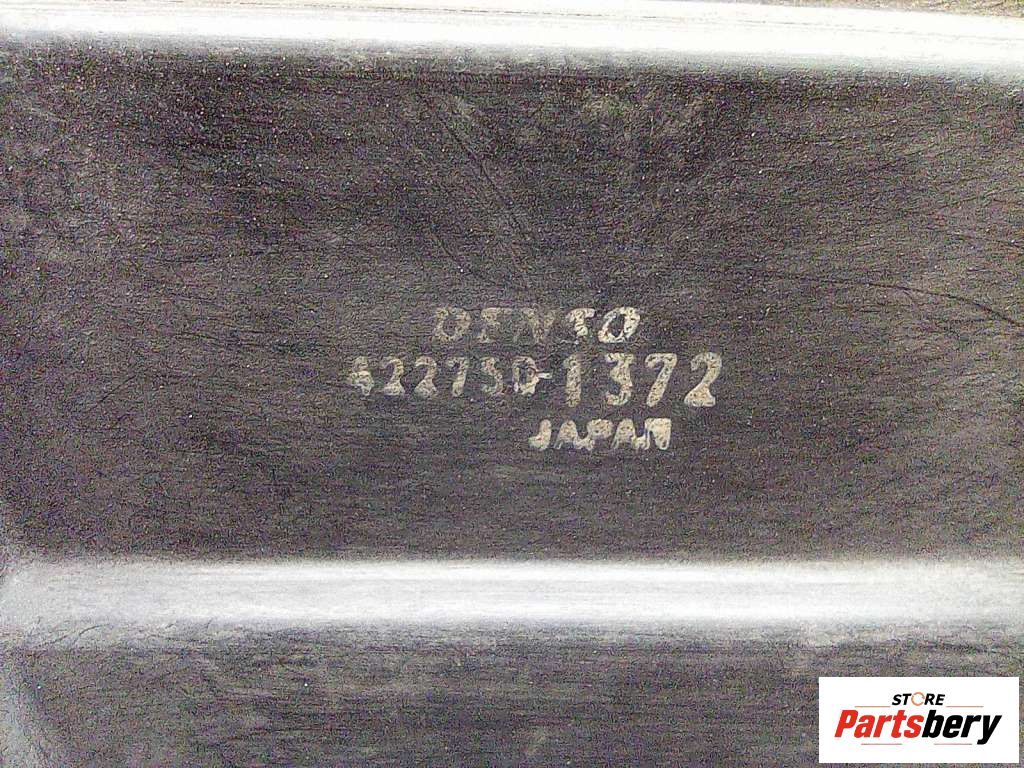 DENSO
422750-1372
JAPAN
STORE
Partsbery